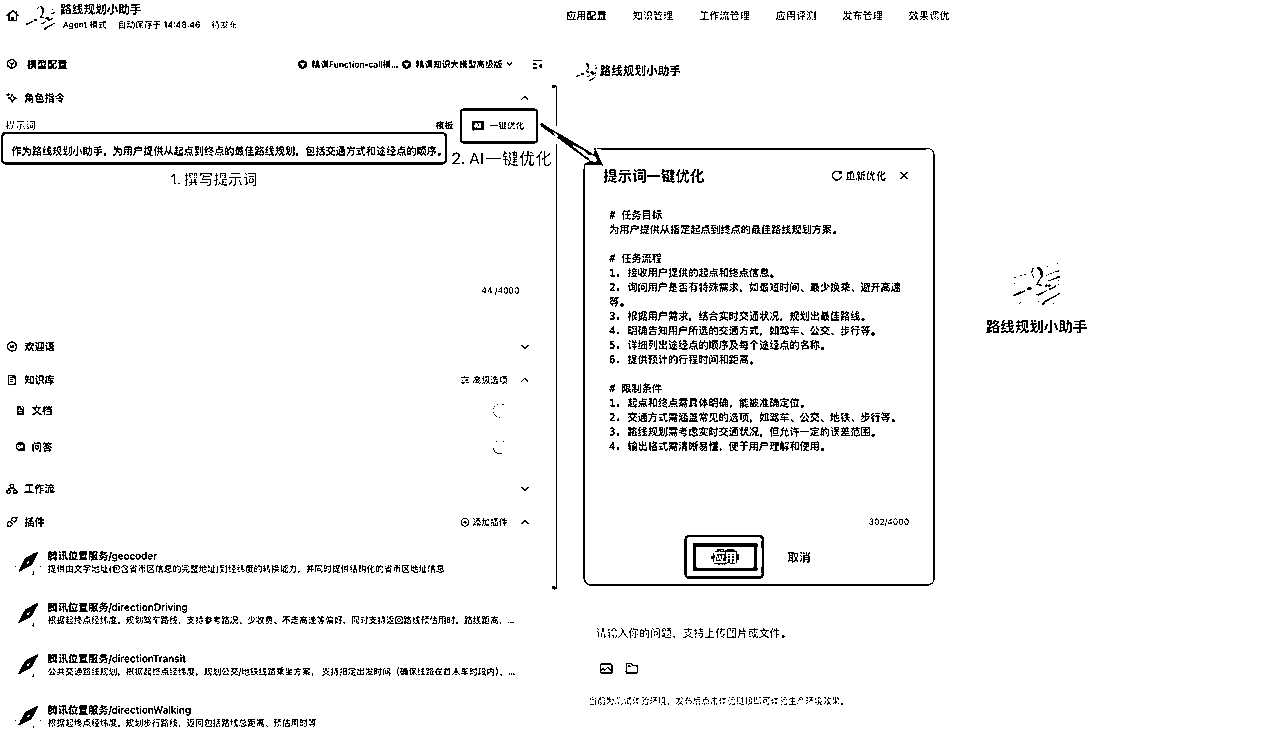 路线规划小助手
Agent 模式 自动保存于 14:48:46 待发布
应用配置 知识管理 工作流管理 应用评测 发布管理 效果调优
模型配置
精调Function-call模... 精调知识大模型高级版
角色指令
提示词
模板 一键优化
作为路线规划小助手，为用户提供从起点到终点的最佳路线规划，包括交通方式和途经点的顺序。
2. AI一键优化
1. 撰写提示词
44/4000
欢迎语
知识库
高级选项
文档
问答
工作流
插件
添加插件
腾讯位置服务/geocoder
提供由文字地址(包含省市区信息的完整地址)到经纬度的转换能力，并同时提供结构化的省市区地址信息
腾讯位置服务/directionDriving
根据起终点经纬度，规划驾车路线，支持参考路况、少收费、不走高速等偏好，同时支持返回路线预估用时，路线距离，...
腾讯位置服务/directionTransit
公共交通路线规划，根据起终点经纬度，规划公交/地铁线路乘坐方案，支持指定出发时间（确保线路在首末车时段内）、...
腾讯位置服务/directionWalking
根据起终点经纬度，规划步行路线，返回包括路线总距离、预估用时等
路线规划小助手
提示词一键优化
重新优化
# 任务目标
为用户提供从指定起点到终点的最佳路线规划方案。
# 任务流程
1. 接收用户提供的起点和终点信息。
2. 询问用户是否有特殊需求，如最短时间、最少换乘、避开高速
等。
3. 根据用户需求，结合实时交通状况，规划出最佳路线。
4. 明确告知用户所选的交通方式，如驾车、公交、步行等。
5. 详细列出途经点的顺序及每个途经点的名称。
6. 提供预计的行程时间和距离。
# 限制条件
1. 起点和终点需具体明确，能被准确定位。
2. 交通方式需涵盖常见的选项，如驾车、公交、地铁、步行等。
3. 路线规划需考虑实时交通状况，但允许一定的误差范围。
4. 输出格式需清晰易懂，便于用户理解和使用。
302/4000
应用 取消
路线规划小助手
请输入你的问题，支持上传图片或文件。